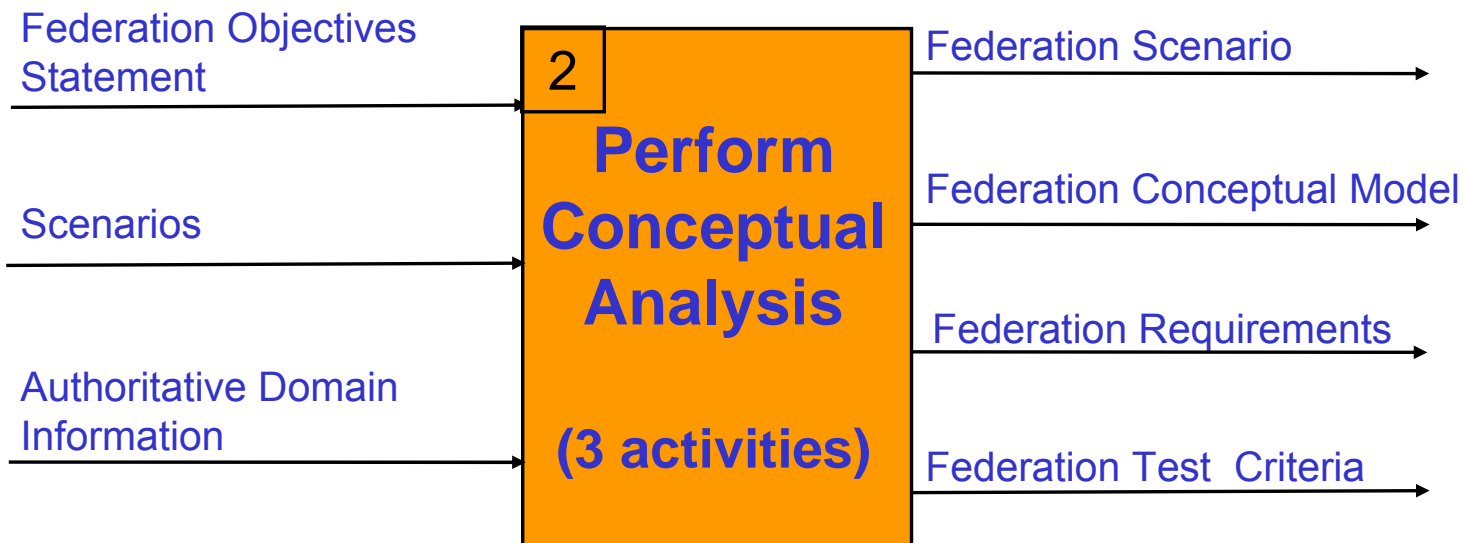 Federation Objectives
Statement
Scenarios
Authoritative Domain
Information
2
Perform
Conceptual
Analysis
(3 activities)
Federation Scenario
Federation Conceptual Model
Federation Requirements
Federation Test Criteria